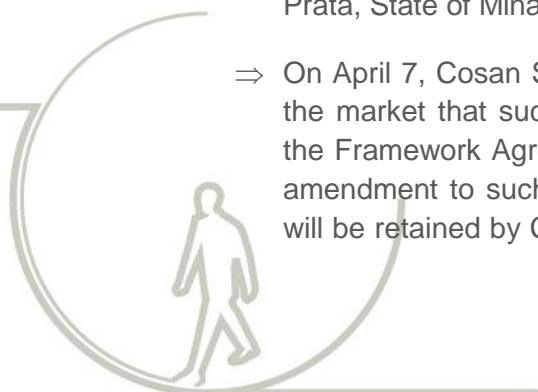 Prata, State of Mina
⇒ On April 7, Cosan S
the market that suc
the Framework Agr
amendment to such
will be retained by